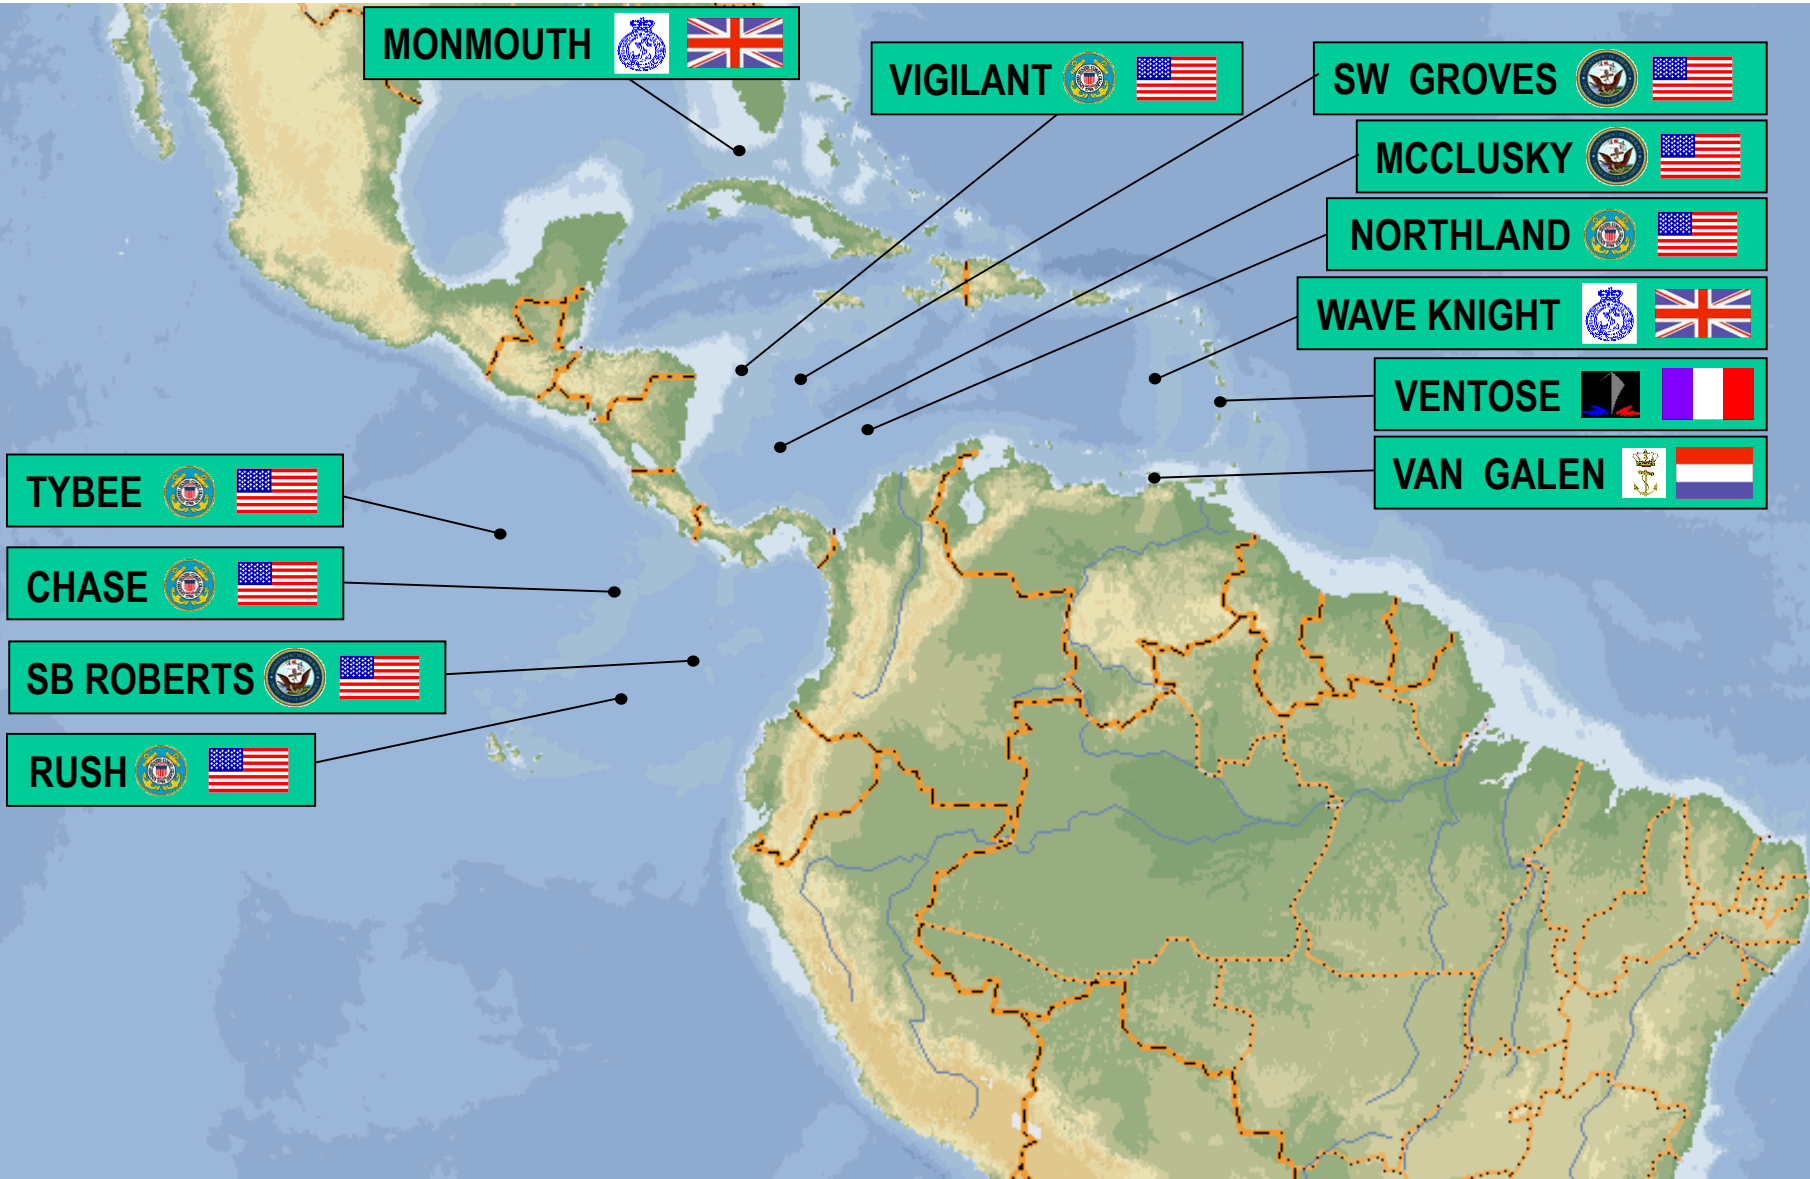 MONMOUTH
VIGILANT
SW GROVES
MCCLUSKY
NORTHLAND
WAVE KNIGHT
VENTOSE
VAN GALEN
TYBEE
CHASE
SB ROBERTS
RUSH